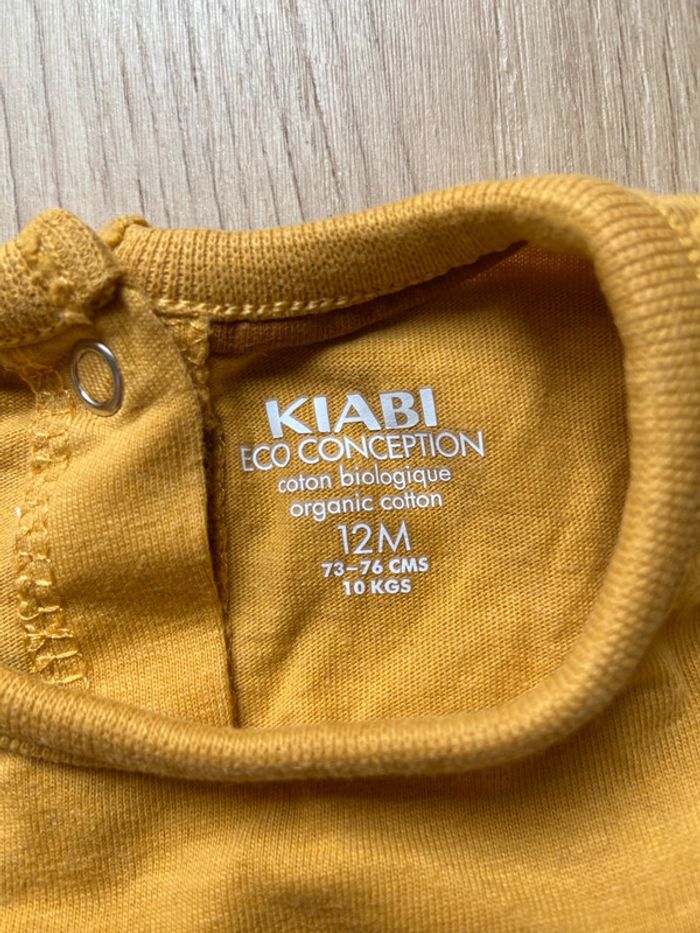 KIABI
ECO CONCEPTION
coton biologique
organic cotton
12M
73–76 CMS
10 KGS